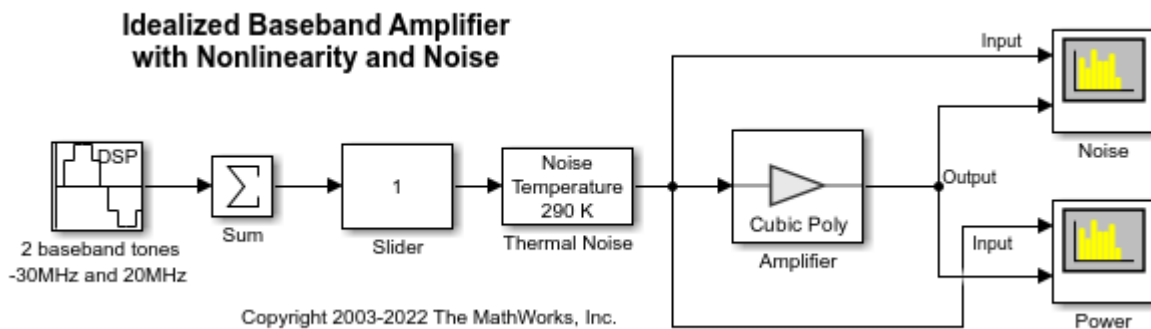 Idealized Baseband Amplifier
with Nonlinearity and Noise
Input
DSP
1
Noise
Temperature
290 K
Cubic Poly
Output
Noise
2 baseband tones
-30MHz and 20MHz
Sum
Slider
Thermal Noise
Amplifier
Input
Power
Copyright 2003-2022 The MathWorks, Inc.